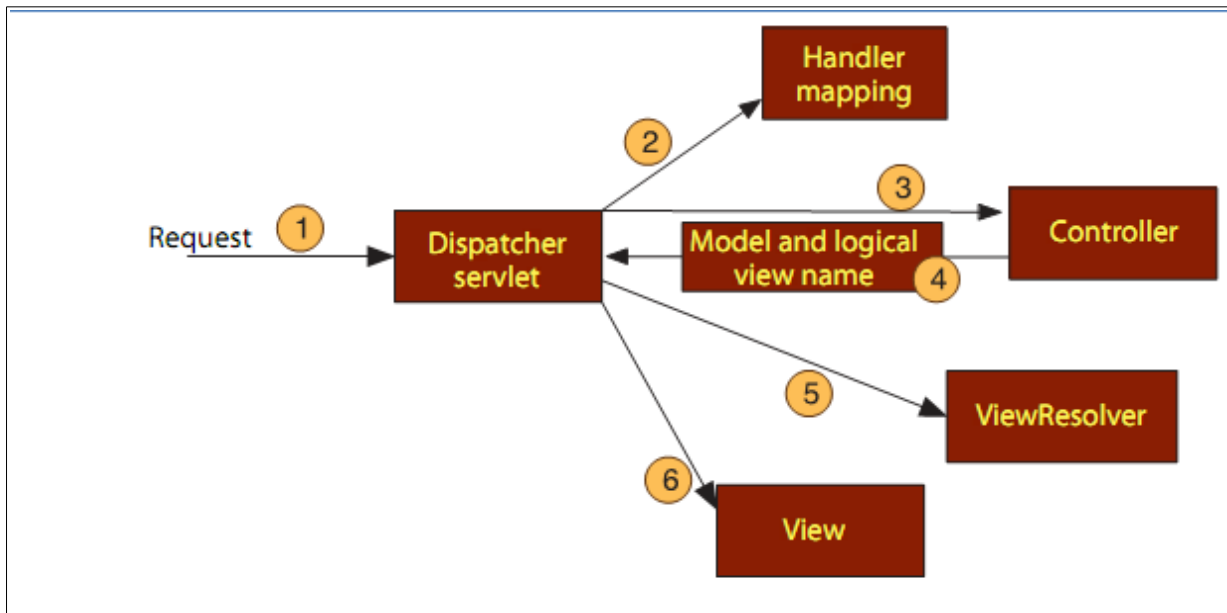 Handler
mapping
2
3
1
Request
Dispatcher
servlet
Model and logical
view name
4
Controller
5
ViewResolver
6
View